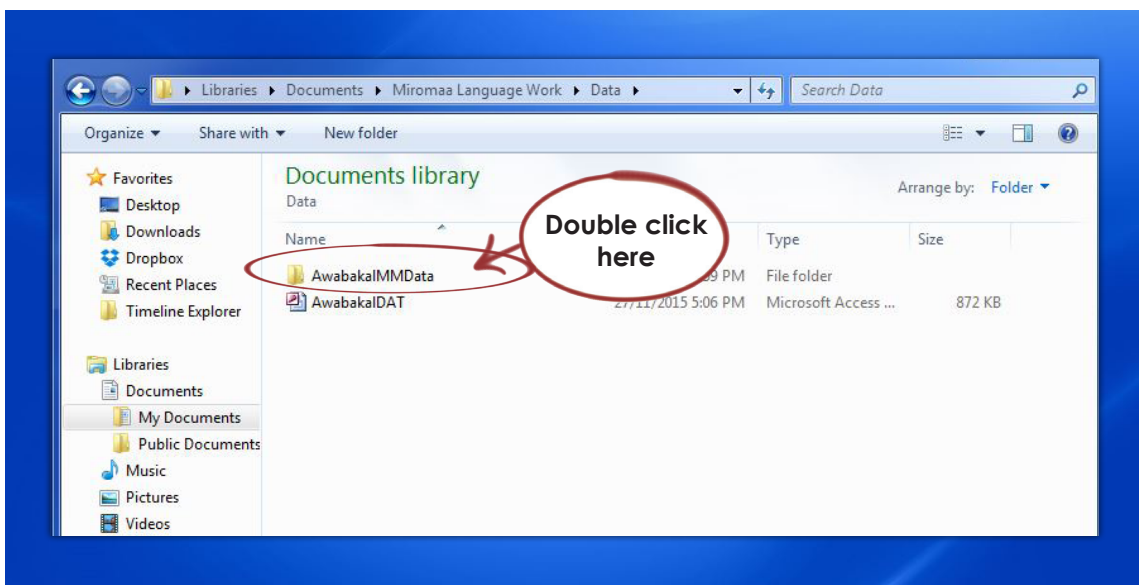 Libraries ▸ Documents ▸ Miromaa Language Work ▸ Data ▸
Search Data
Organize ▾ Share with ▾ New folder
Favorites
Desktop
Downloads
Dropbox
Recent Places
Timeline Explorer
Libraries
Documents
My Documents
Public Documents
Music
Pictures
Videos
Documents library
Data
Arrange by: Folder ▾
Name Type Size
AwabakalMMData PM File folder
AwabakalDAT 27/11/2015 5:06 PM Microsoft Access ... 872 KB
Double click
here